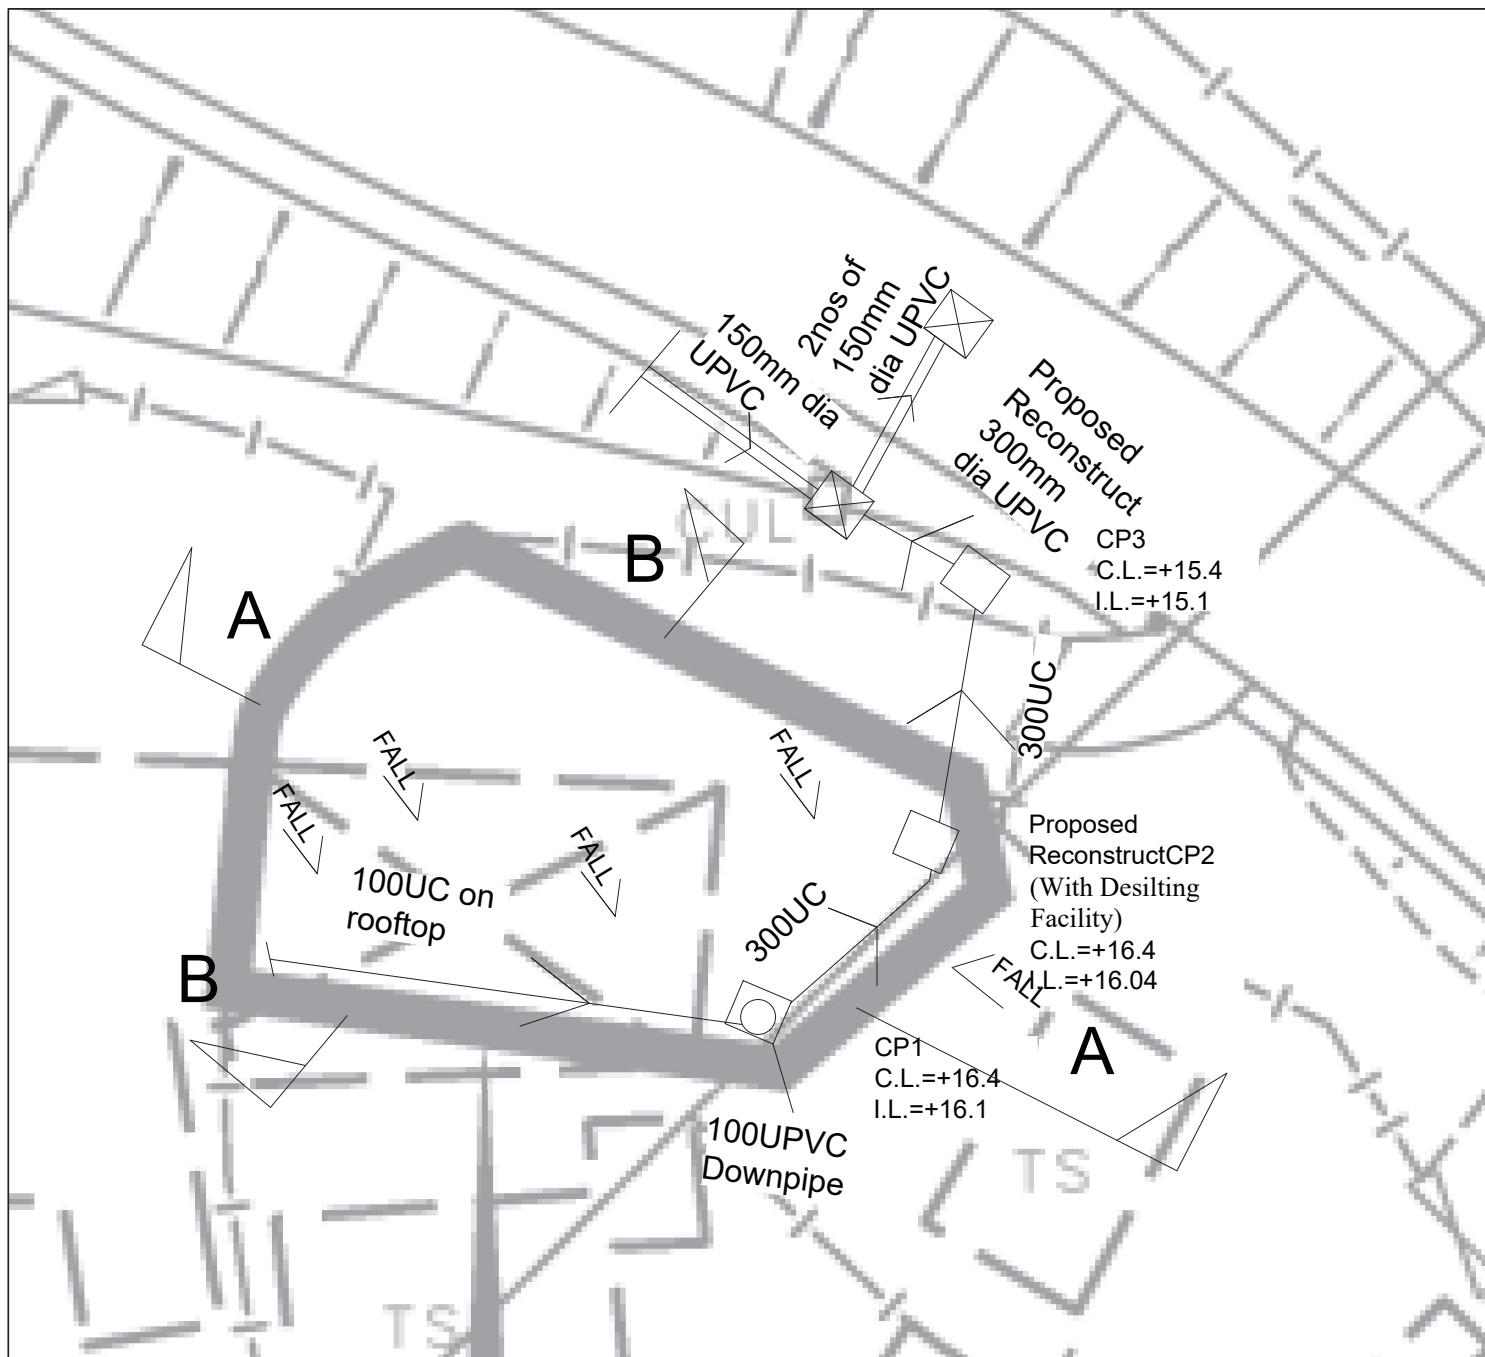 2nos of
150mm
dia UPVC
150mm dia
UPVC
Proposed
Reconstruct
300mm
dia UPVC
CUL
B
CP3
C.L.=+15.4
I.L.=+15.1
A
300UC
FALL
FALL
FALL
FALL
Proposed
ReconstructCP2
(With Desilting
Facility)
C.L.=+16.4
I.L.=+16.04
100UC on
rooftop
300UC
B
FALL
A
CP1
C.L.=+16.4
I.L.=+16.1
100UPVC
Downpipe
TS
TS